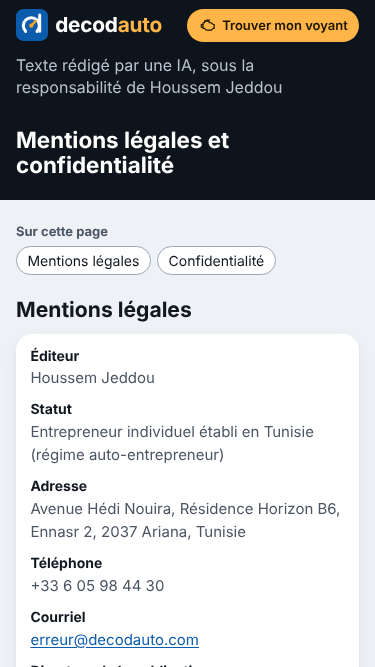 decodauto
Trouver mon voyant
Texte rédigé par une IA, sous la
responsabilité de Houssem Jeddou
Mentions légales et
confidentialité
Sur cette page
Mentions légales
Confidentialité
Mentions légales
Éditeur
Houssem Jeddou
Statut
Entrepreneur individuel établi en Tunisie
(régime auto-entrepreneur)
Adresse
Avenue Hédi Nouira, Résidence Horizon B6,
Ennasr 2, 2037 Ariana, Tunisie
Téléphone
+33 6 05 98 44 30
Courriel
erreur@decodauto.com